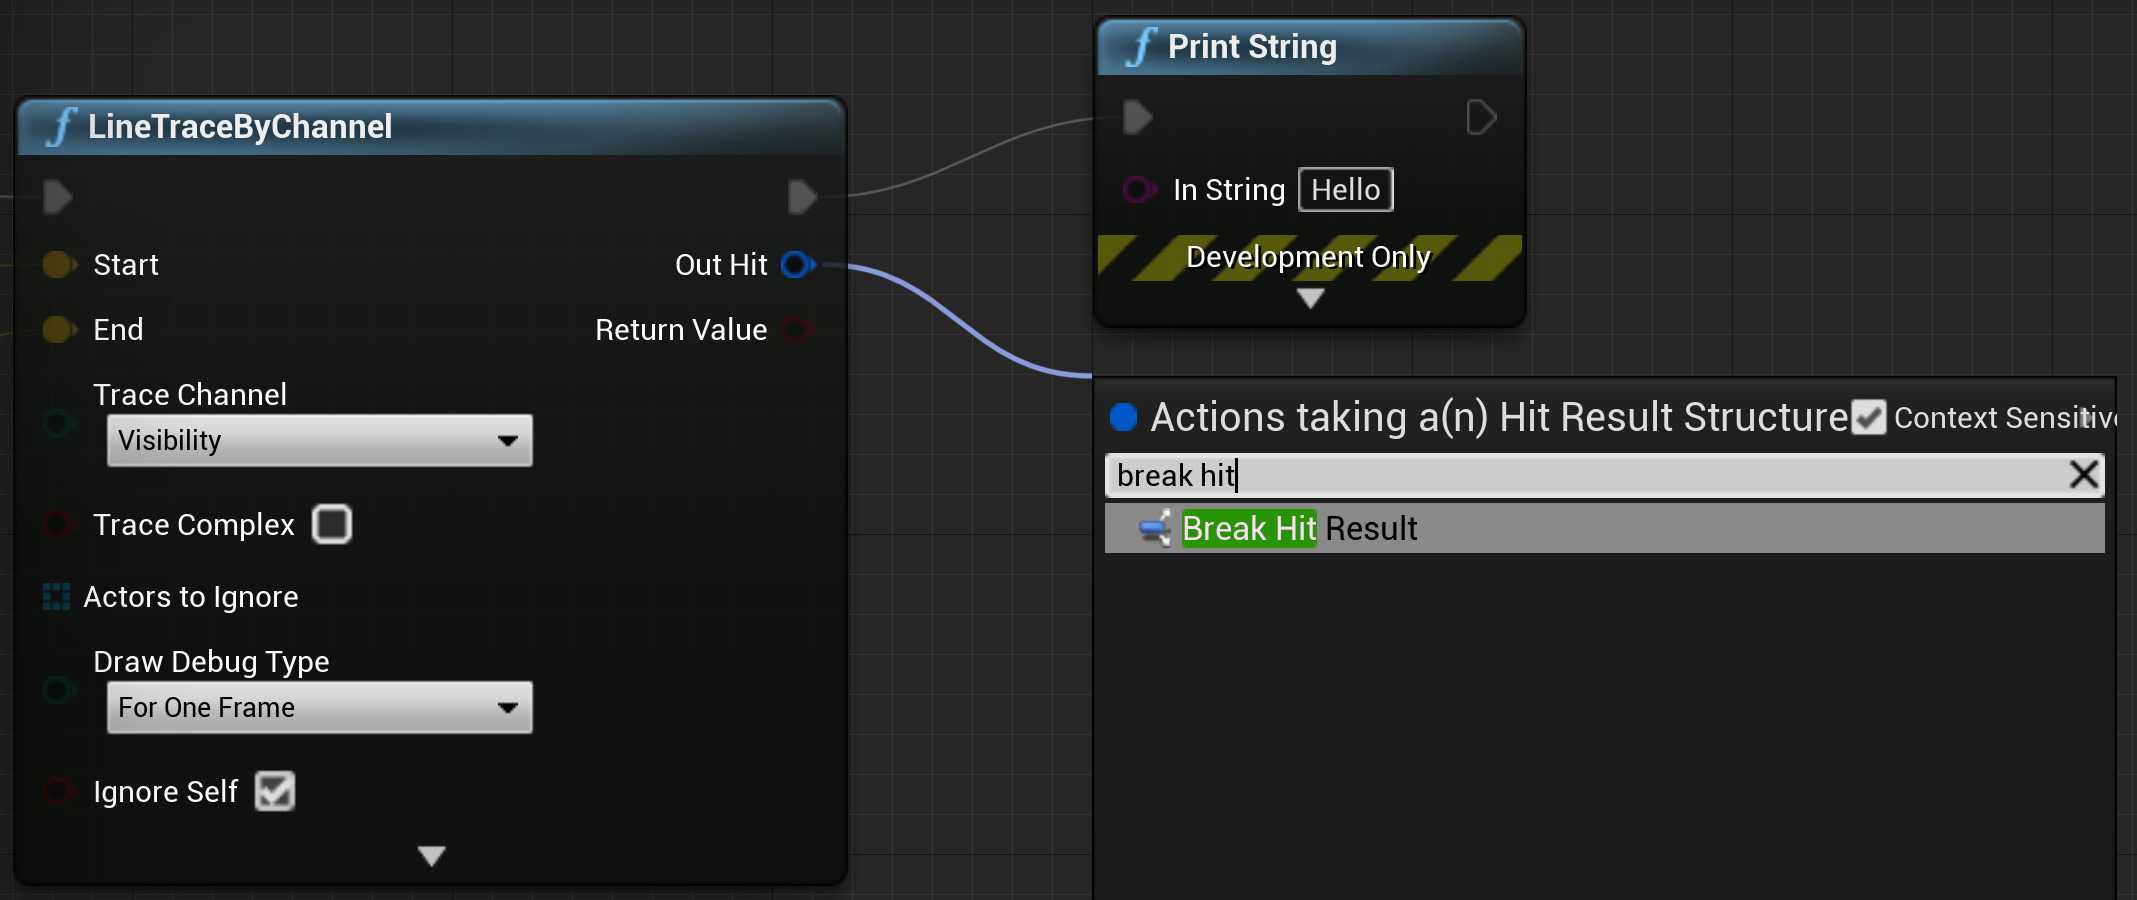 LineTraceByChannel
Start
Out Hit
End
Return Value
Trace Channel
Visibility
Trace Complex
Actors to Ignore
Draw Debug Type
For One Frame
Ignore Self
Print String
In String Hello
Development Only
Actions taking a(n) Hit Result Structure
Context Sensitive
break hit
Break Hit Result